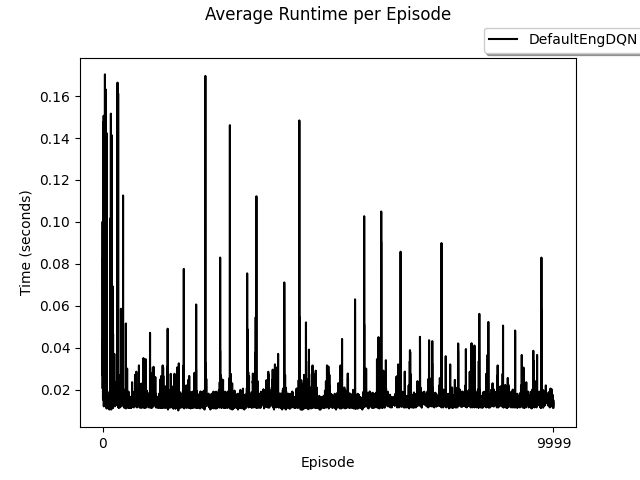 Average Runtime per Episode
DefaultEngDQN
0.16
0.14
0.12
0.10
0.08
0.06
0.04
0.02
Time (seconds)
0 9999
Episode